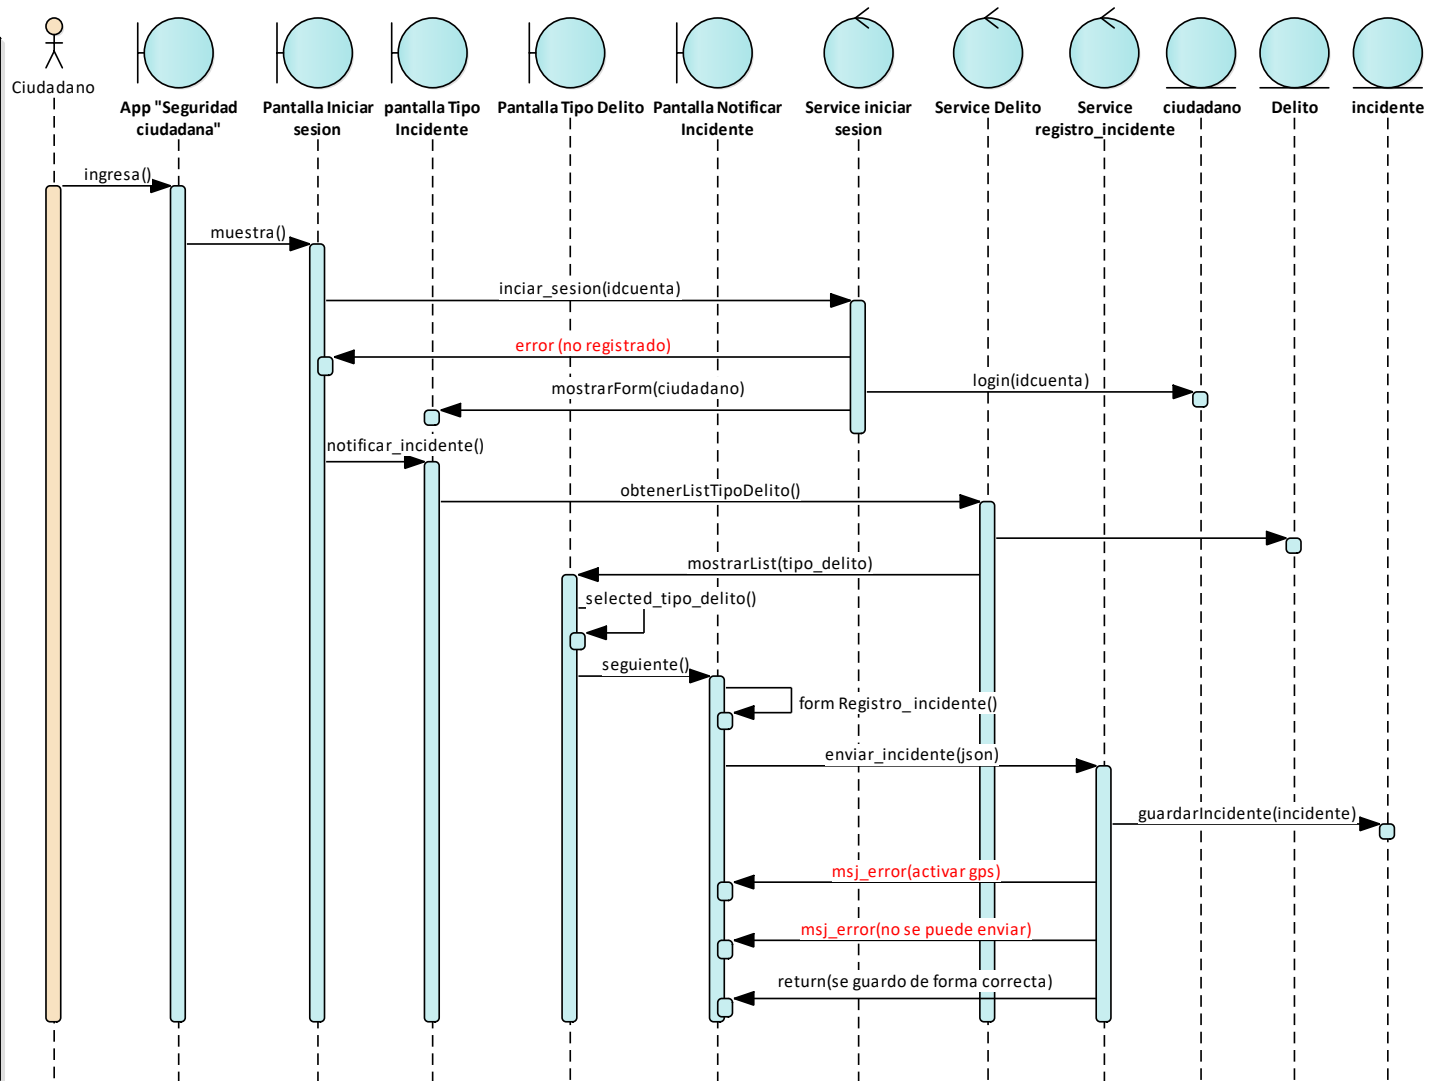 Ciudadano
App "Seguridad
ciudadana"
Pantalla Iniciar
sesion
pantalla Tipo
Incidente
Pantalla Tipo Delito
Pantalla Notificar
Incidente
Service iniciar
sesion
Service Delito
Service
registro_incidente
ciudadano
Delito
incidente
ingresa()
muestra()
inciar_sesion(idcuenta)
error (no registrado)
login(idcuenta)
mostrarForm(ciudadano)
notificar_incidente()
obtenerListTipoDelito()
mostrarList(tipo_delito)
_selected_tipo_delito()
seguiente()
form Registro_incidente()
enviar_incidente(json)
guardarIncidente(incidente)
msj_error(activar gps)
msj_error(no se puede enviar)
return(se guardo de forma correcta)